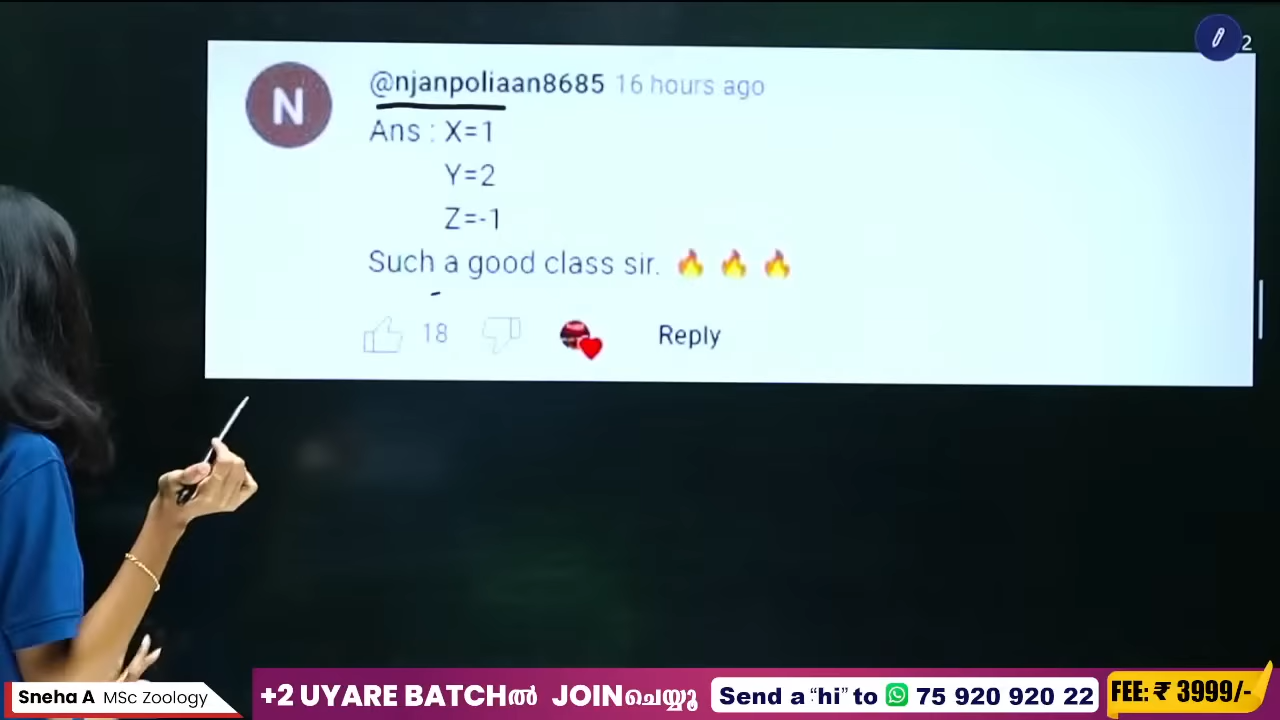 2
N
@njanpoliaan8685 16 hours ago
Ans : X=1
Y=2
Z=-1
Such a good class sir. 🔥 🔥 🔥
18
Reply
Sneha A MSc Zoology
+2 UYARE BATCHൽ JOINചെയ്യൂ
Send a “hi” to 75 920 920 22
FEE: ₹ 3999/-